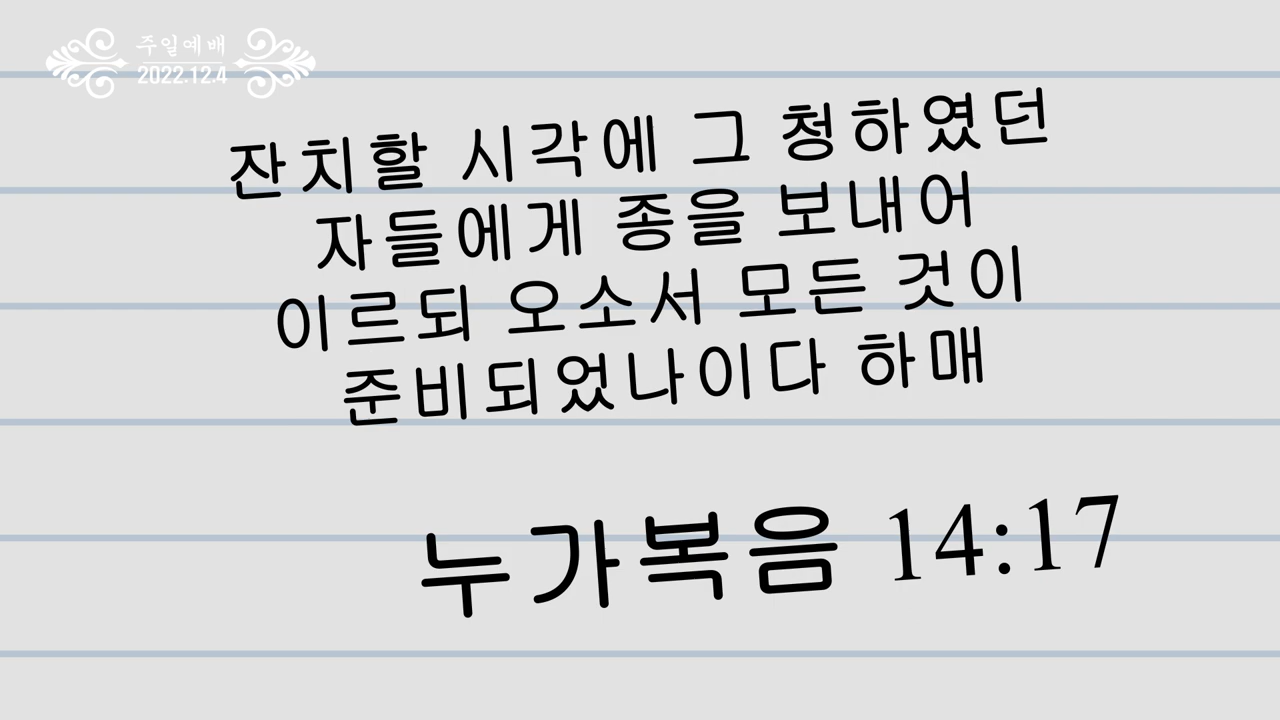 주일예배
2022.12.4
잔치할 시각에 그 청하였던
자들에게 종을 보내어
이르되 오소서 모든 것이
준비되었나이다 하매
누가복음 14:17